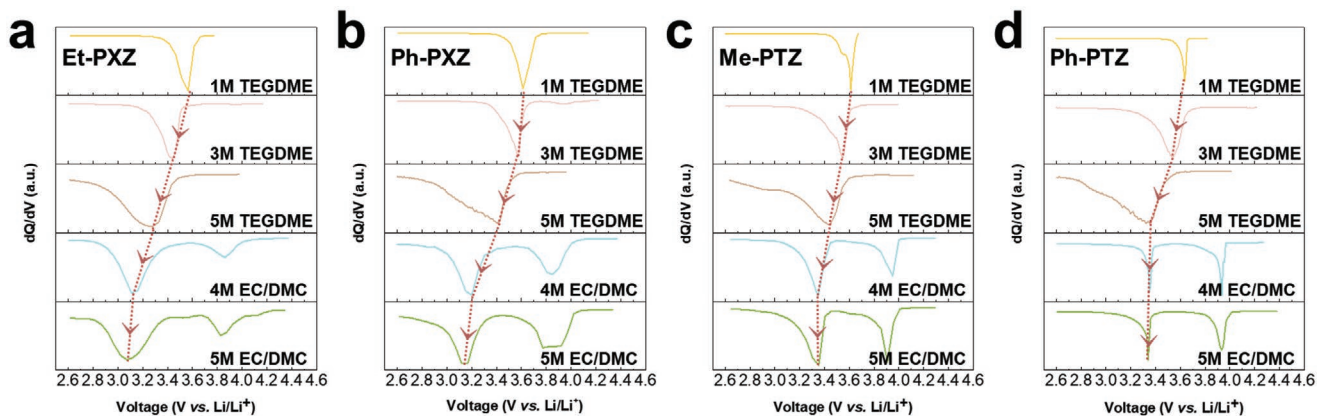 a
Et-PXZ
1M TEGDME
3M TEGDME
5M TEGDME
4M EC/DMC
5M EC/DMC
dQ/dV (a.u.)
2.6 2.8 3.0 3.2 3.4 3.6 3.8 4.0 4.2 4.4 4.6
Voltage (V vs. Li/Li⁺)
b
Ph-PXZ
1M TEGDME
3M TEGDME
5M TEGDME
4M EC/DMC
5M EC/DMC
dQ/dV (a.u.)
2.6 2.8 3.0 3.2 3.4 3.6 3.8 4.0 4.2 4.4 4.6
Voltage (V vs. Li/Li⁺)
c
Me-PTZ
1M TEGDME
3M TEGDME
5M TEGDME
4M EC/DMC
5M EC/DMC
dQ/dV (a.u.)
2.6 2.8 3.0 3.2 3.4 3.6 3.8 4.0 4.2 4.4 4.6
Voltage (V vs. Li/Li⁺)
d
Ph-PTZ
1M TEGDME
3M TEGDME
5M TEGDME
4M EC/DMC
5M EC/DMC
dQ/dV (a.u.)
2.6 2.8 3.0 3.2 3.4 3.6 3.8 4.0 4.2 4.4 4.6
Voltage (V vs. Li/Li⁺)